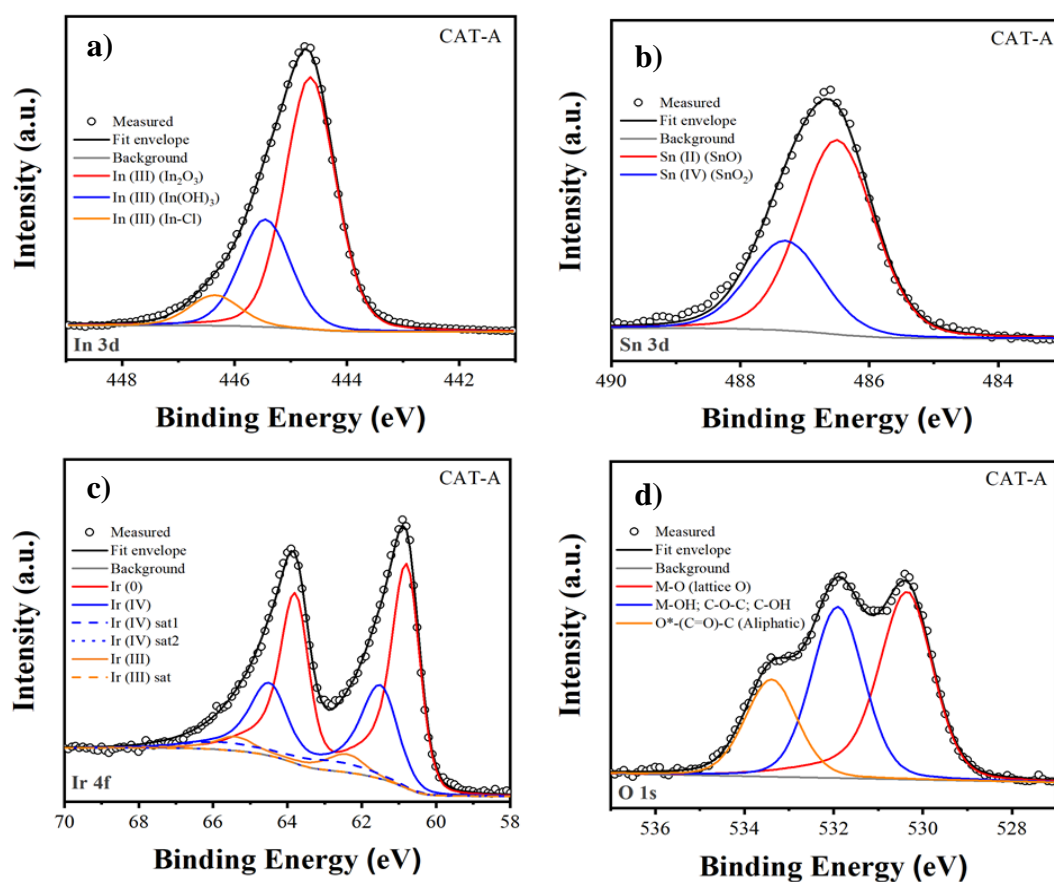 a)
CAT-A
Measured
Fit envelope
Background
In (III) (In₂O₃)
In (III) (In(OH)₃)
In (III) (In-Cl)
In 3d
448
446
444
442
Binding Energy (eV)
Intensity (a.u.)
b)
CAT-A
Measured
Fit envelope
Background
Sn (II) (SnO)
Sn (IV) (SnO₂)
Sn 3d
490
488
486
484
Binding Energy (eV)
Intensity (a.u.)
c)
CAT-A
Measured
Fit envelope
Background
Ir (0)
Ir (IV)
Ir (IV) sat1
Ir (IV) sat2
Ir (III)
Ir (III) sat
Ir 4f
70
68
66
64
62
60
58
Binding Energy (eV)
Intensity (a.u.)
d)
CAT-A
Measured
Fit envelope
Background
M-O (lattice O)
M-OH; C-O-C; C-OH
O*-(C=O)-C (Aliphatic)
O 1s
536
534
532
530
528
Binding Energy (eV)
Intensity (a.u.)